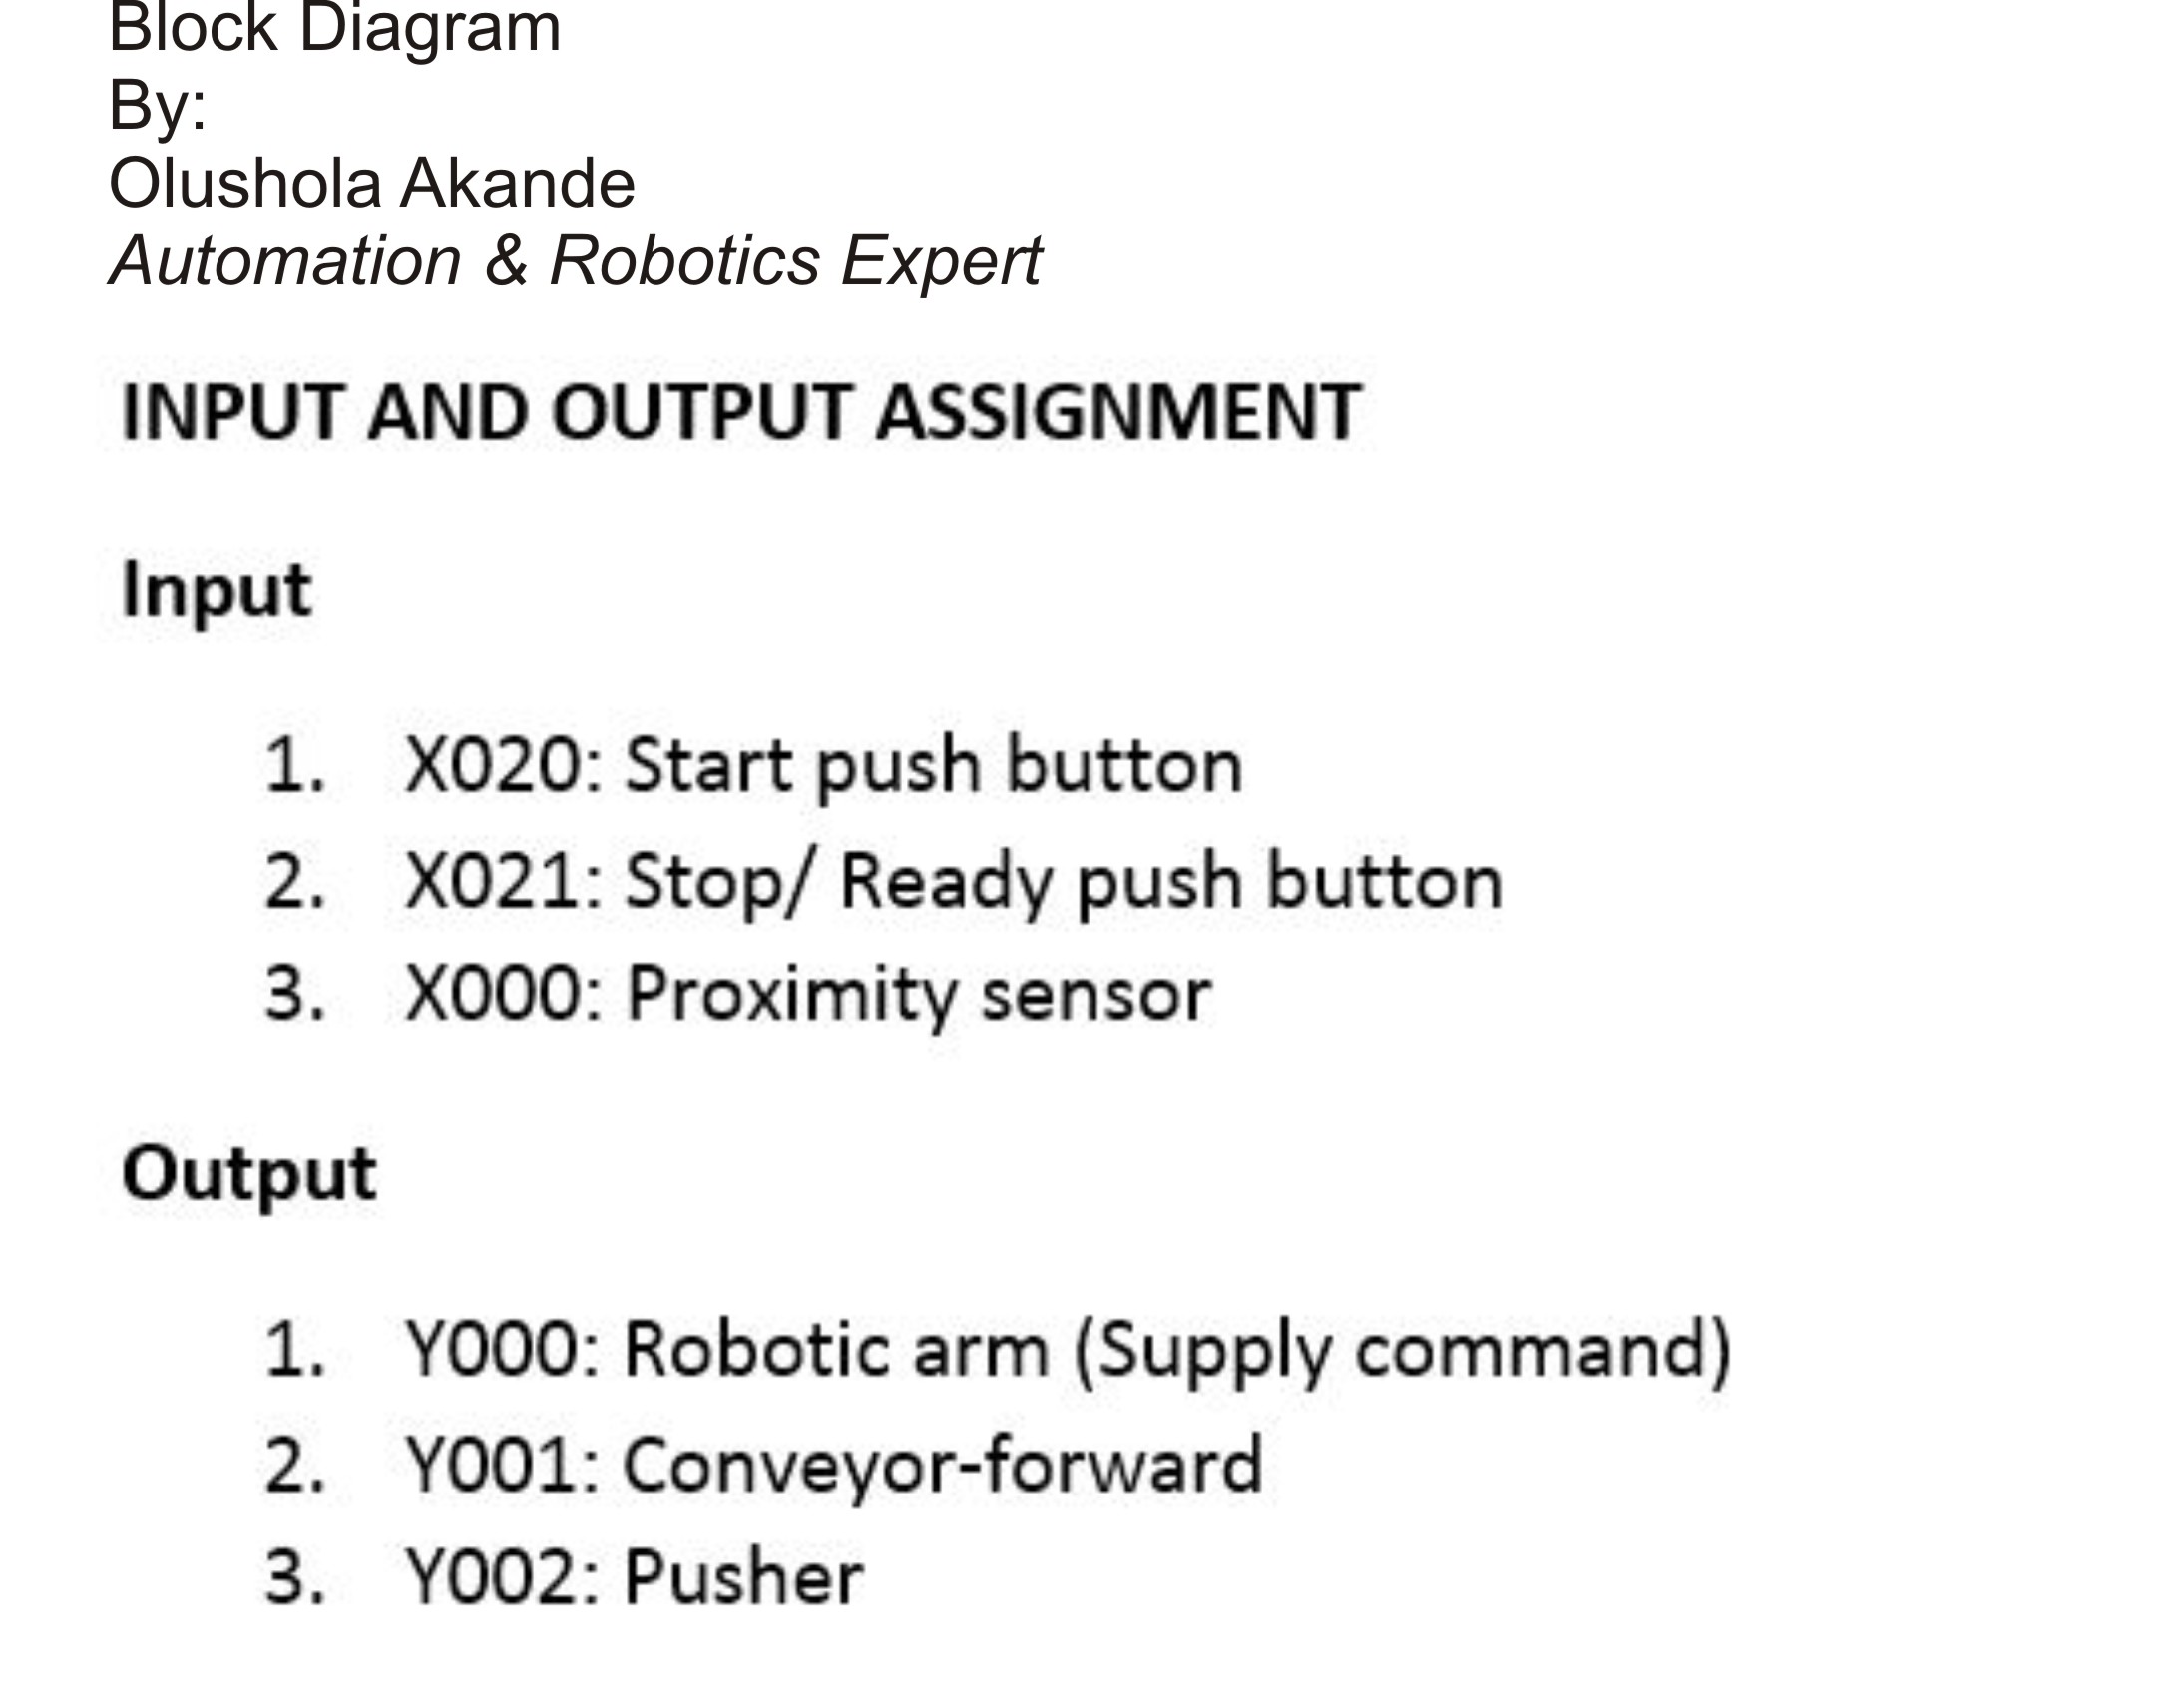 Block Diagram
By:
Olushola Akande
Automation & Robotics Expert
INPUT AND OUTPUT ASSIGNMENT
Input
1. X020: Start push button
2. X021: Stop/ Ready push button
3. X000: Proximity sensor
Output
1. Y000: Robotic arm (Supply command)
2. Y001: Conveyor-forward
3. Y002: Pusher